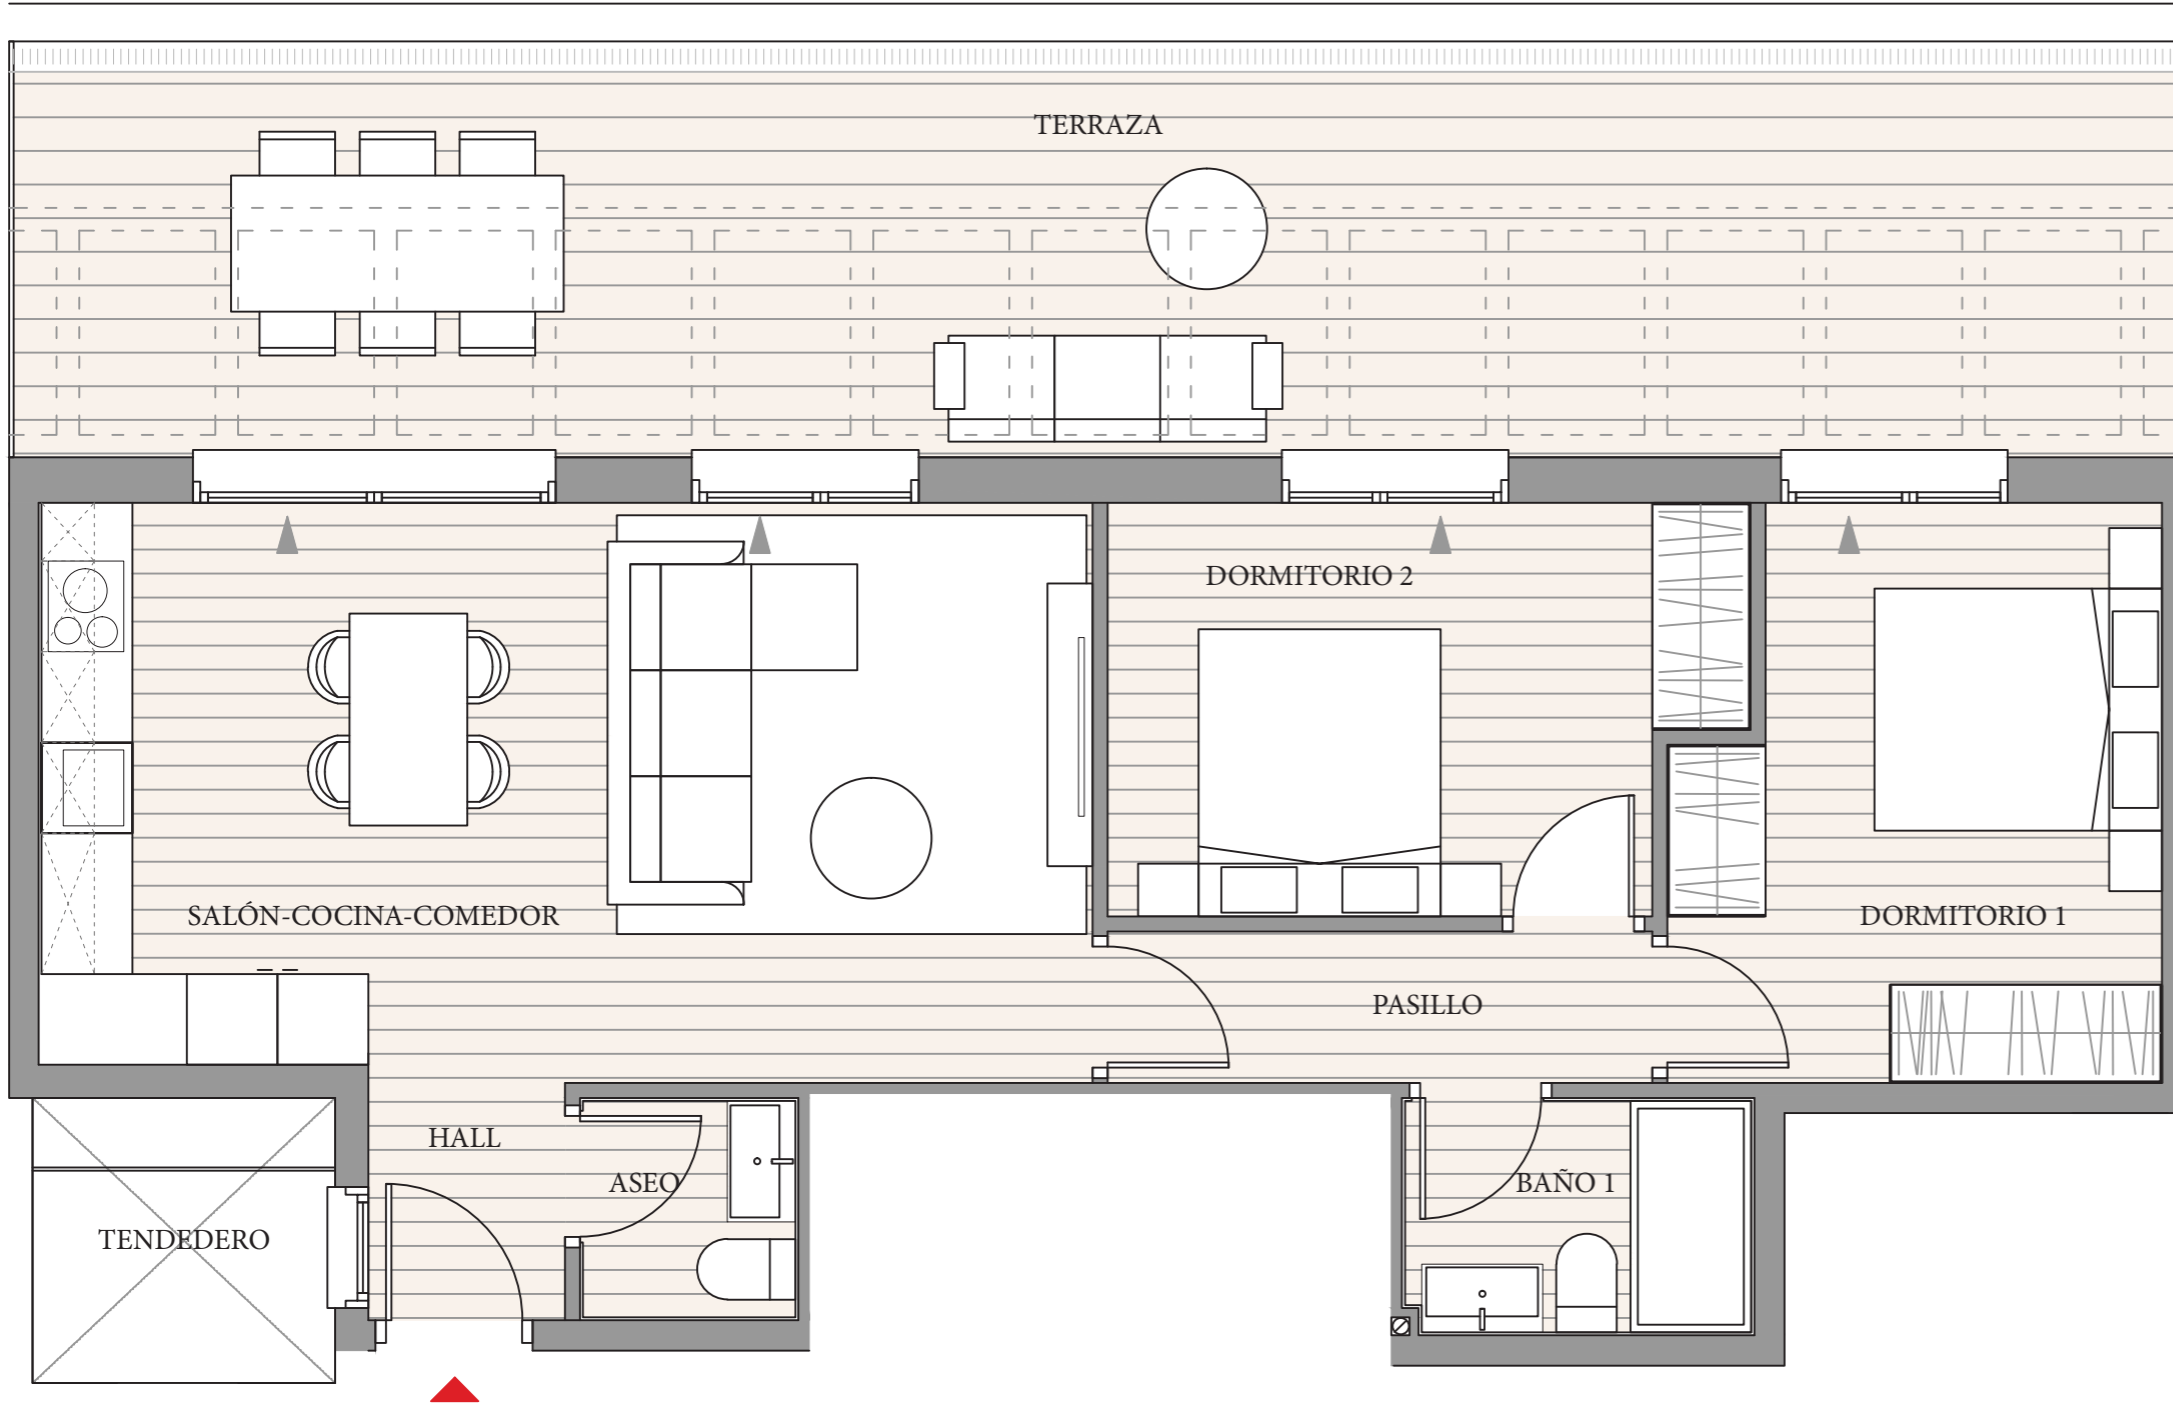 TERRAZA
DORMITORIO 2
SALÓN-COCINA-COMEDOR
DORMITORIO 1
PASILLO
HALL
ASEO
BAÑO 1
TENDEDERO